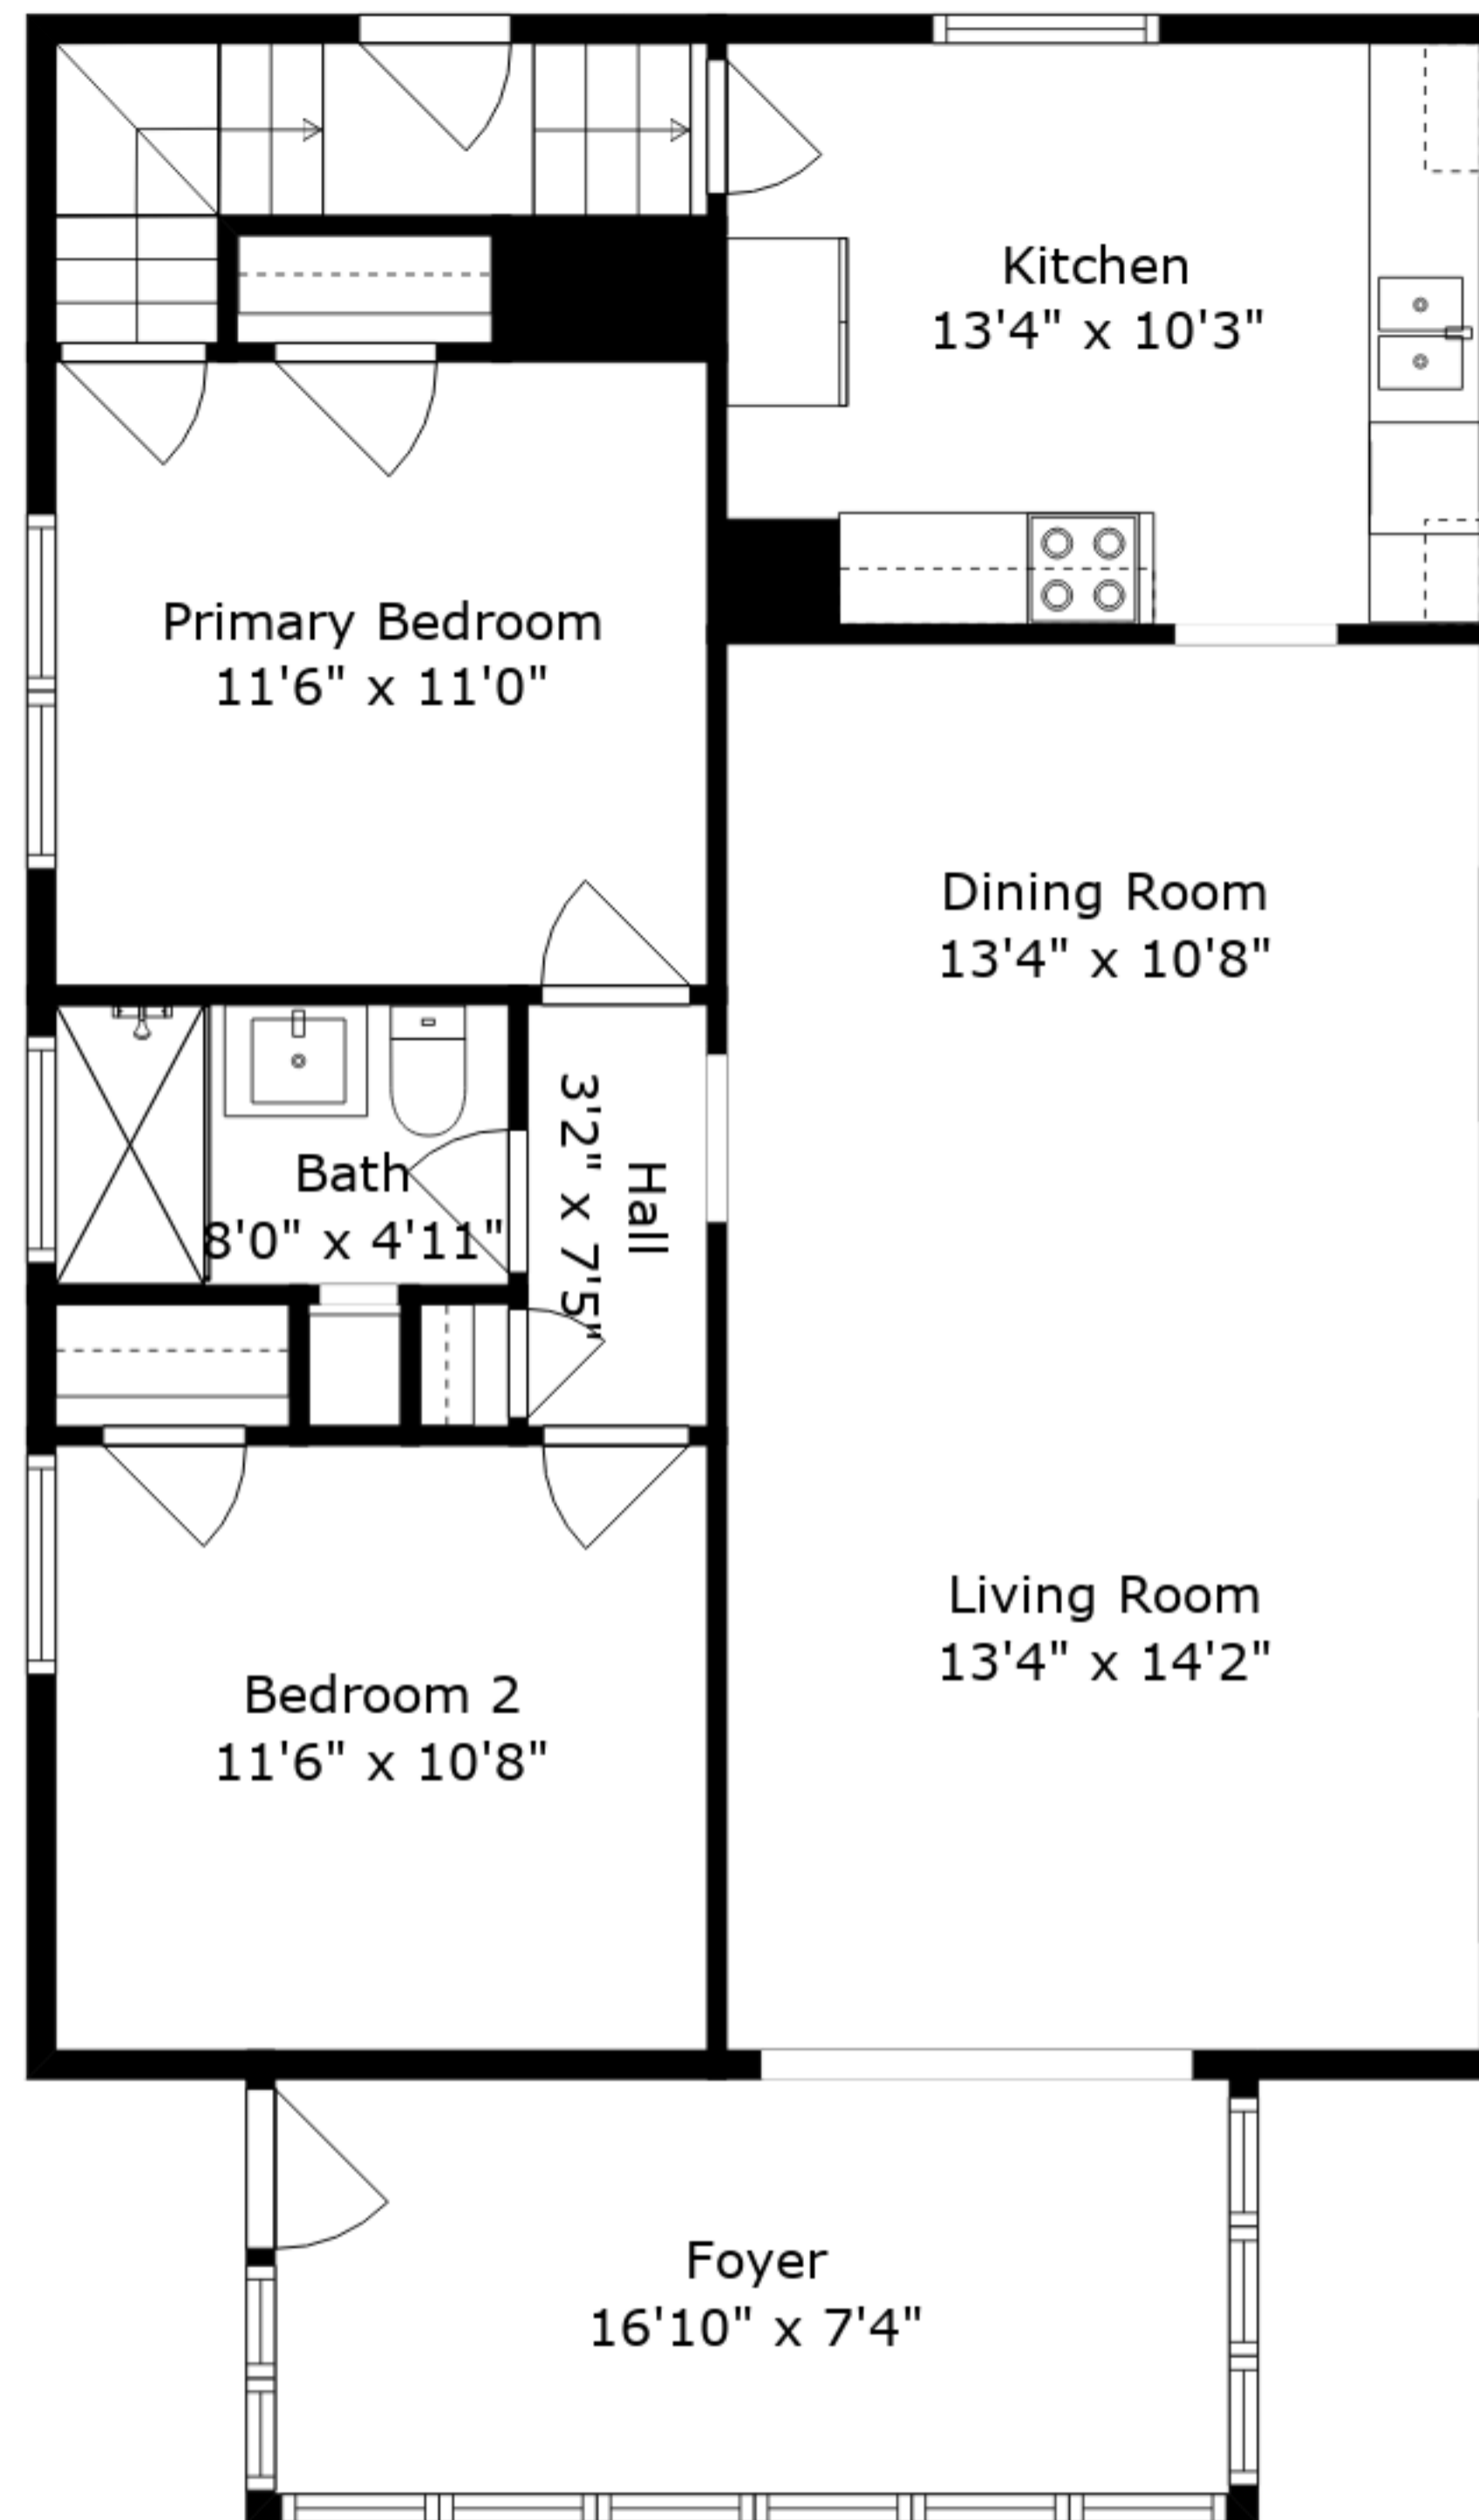 Kitchen
13'4" x 10'3"
Primary Bedroom
11'6" x 11'0"
Dining Room
13'4" x 10'8"
Bath
8'0" x 4'11"
Hall
3'2" x 7'5"
Living Room
13'4" x 14'2"
Bedroom 2
11'6" x 10'8"
Foyer
16'10" x 7'4"